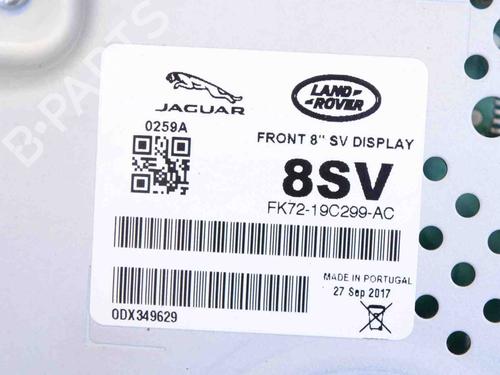 B-PARTS
JAGUAR
LAND ROVER
0259A
FRONT 8" SV DISPLAY
8SV
FK72-19C299-AC
MADE IN PORTUGAL
27 Sep 2017
ODX349629